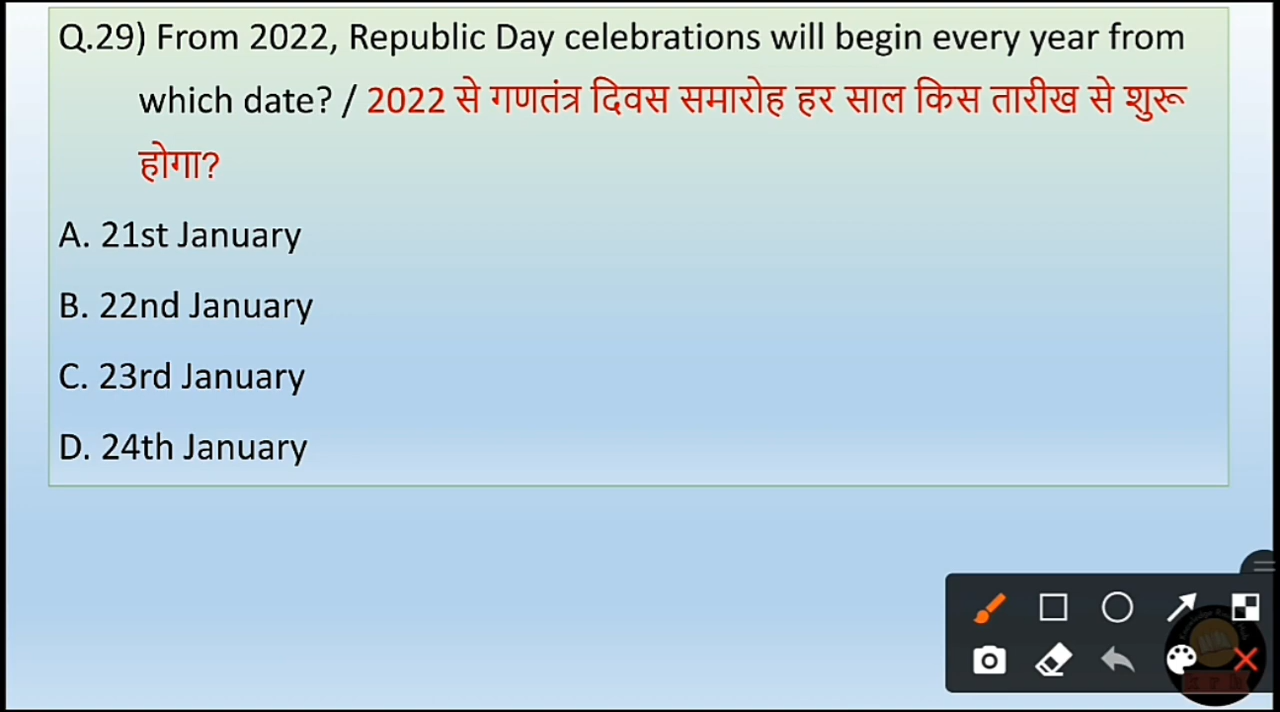 Q.29) From 2022, Republic Day celebrations will begin every year from
which date? / 2022 से गणतंत्र दिवस समारोह हर साल किस तारीख से शुरू
होगा?
A. 21st January
B. 22nd January
C. 23rd January
D. 24th January